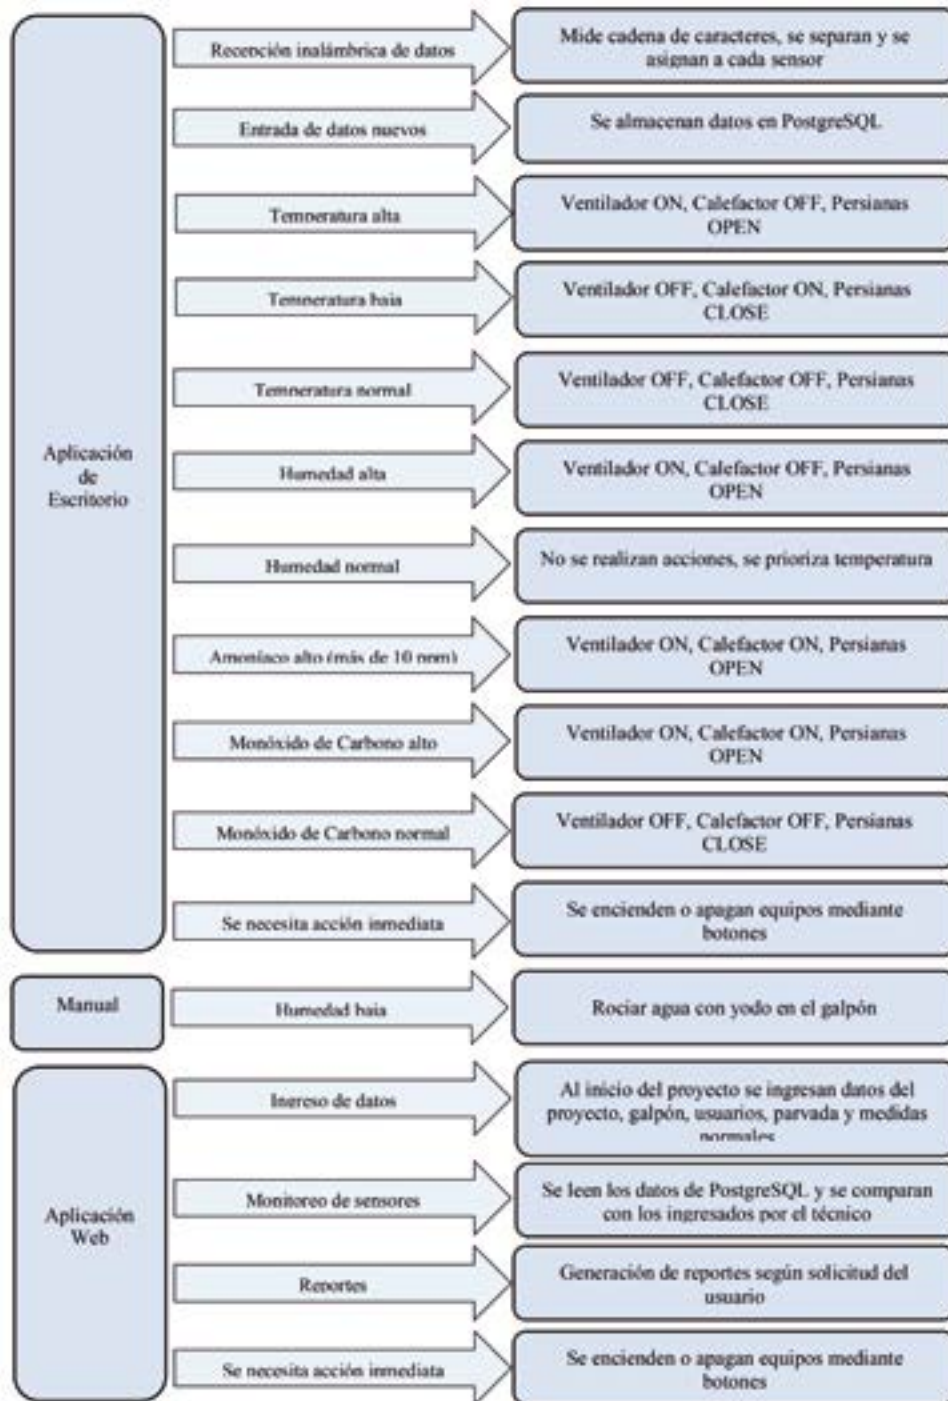 Recepción inalámbrica de datos
Mide cadena de caracteres, se separan y se
asignan a cada sensor
Entrada de datos nuevos
Se almacenan datos en PostgreSQL
Temperatura alta
Ventilador ON, Calefactor OFF, Persianas
OPEN
Temperatura baja
Ventilador OFF, Calefactor ON, Persianas
CLOSE
Temperatura normal
Ventilador OFF, Calefactor OFF, Persianas
CLOSE
Aplicación
de
Escritorio
Humedad alta
Ventilador ON, Calefactor OFF, Persianas
OPEN
Humedad normal
No se realizan acciones, se prioriza temperatura
Amoníaco alto (más de 10 ppm)
Ventilador ON, Calefactor ON, Persianas
OPEN
Monóxido de Carbono alto
Ventilador ON, Calefactor ON, Persianas
OPEN
Monóxido de Carbono normal
Ventilador OFF, Calefactor OFF, Persianas
CLOSE
Se necesita acción inmediata
Se encienden o apagan equipos mediante
botones
Manual
Humedad baja
Rociar agua con yodo en el galpón
Aplicación
Web
Ingreso de datos
Al inicio del proyecto se ingresan datos del
proyecto, galpón, usuarios, parvada y medidas
normales
Monitoreo de sensores
Se leen los datos de PostgreSQL y se comparan
con los ingresados por el técnico
Reportes
Generación de reportes según solicitud del
usuario
Se necesita acción inmediata
Se encienden o apagan equipos mediante
botones